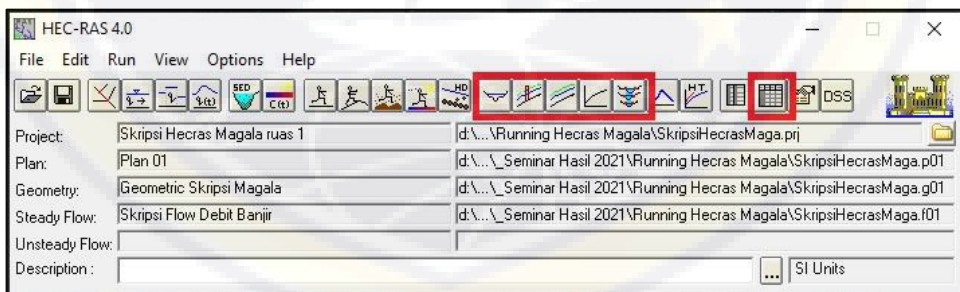 HEC-RAS 4.0
File Edit Run View Options Help
SED C(t) HD HT DSS
Project: Skripsi Hecras Magala ruas 1 d:\...\Running Hecras Magala\SkripsiHecrasMaga.prj
Plan: Plan 01 d:\...\_Seminar Hasil 2021\Running Hecras Magala\SkripsiHecrasMaga.p01
Geometry: Geometric Skripsi Magala d:\...\_Seminar Hasil 2021\Running Hecras Magala\SkripsiHecrasMaga.g01
Steady Flow: Skripsi Flow Debit Banjir d:\...\_Seminar Hasil 2021\Running Hecras Magala\SkripsiHecrasMaga.f01
Unsteady Flow:
Description : ... SI Units